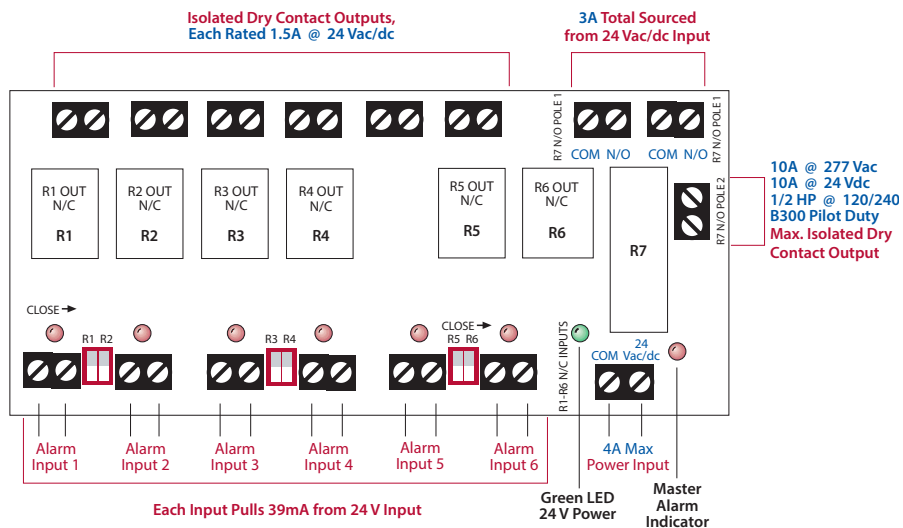 Isolated Dry Contact Outputs,
Each Rated 1.5A @ 24 Vac/dc
3A Total Sourced
from 24 Vac/dc Input
R7 N/O POLE 1
COM N/O
COM N/O
R7 N/O POLE 1
R1 OUT
N/C
R1
R2 OUT
N/C
R2
R3 OUT
N/C
R3
R4 OUT
N/C
R4
R5 OUT
N/C
R5
R6 OUT
N/C
R6
R7
R7 N/O POLE 2
10A @ 277 Vac
10A @ 24 Vdc
1/2 HP @ 120/240
B300 Pilot Duty
Max. Isolated Dry
Contact Output
CLOSE
R1 R2
R3 R4
CLOSE
R5 R6
R1-R6 N/C INPUTS
24
COM Vac/dc
Alarm
Input 1
Alarm
Input 2
Alarm
Input 3
Alarm
Input 4
Alarm
Input 5
Alarm
Input 6
4A Max
Power Input
Each Input Pulls 39mA from 24 V Input
Green LED
24 V Power
Master
Alarm
Indicator